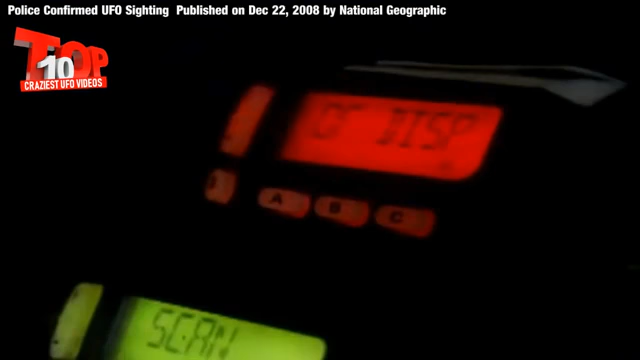 Police Confirmed UFO Sighting Published on Dec 22, 2008 by National Geographic
TOP
10
CRAZIEST UFO VIDEOS
DISP
A B C
SCAN